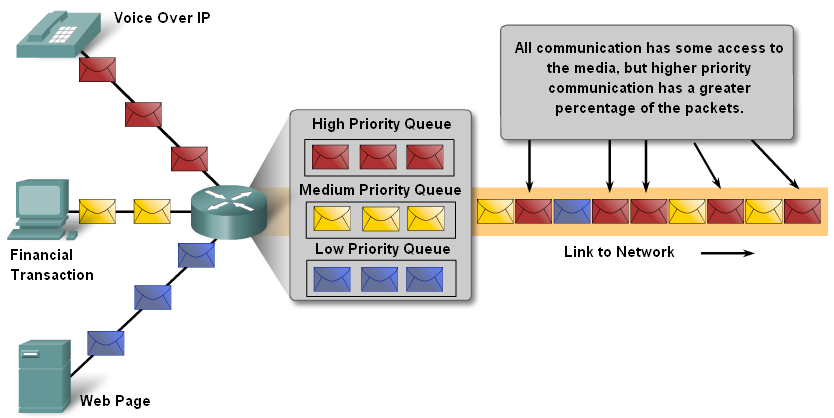 Voice Over IP
All communication has some access to
the media, but higher priority
communication has a greater
percentage of the packets.
High Priority Queue
Medium Priority Queue
Low Priority Queue
Financial
Transaction
Link to Network
Web Page